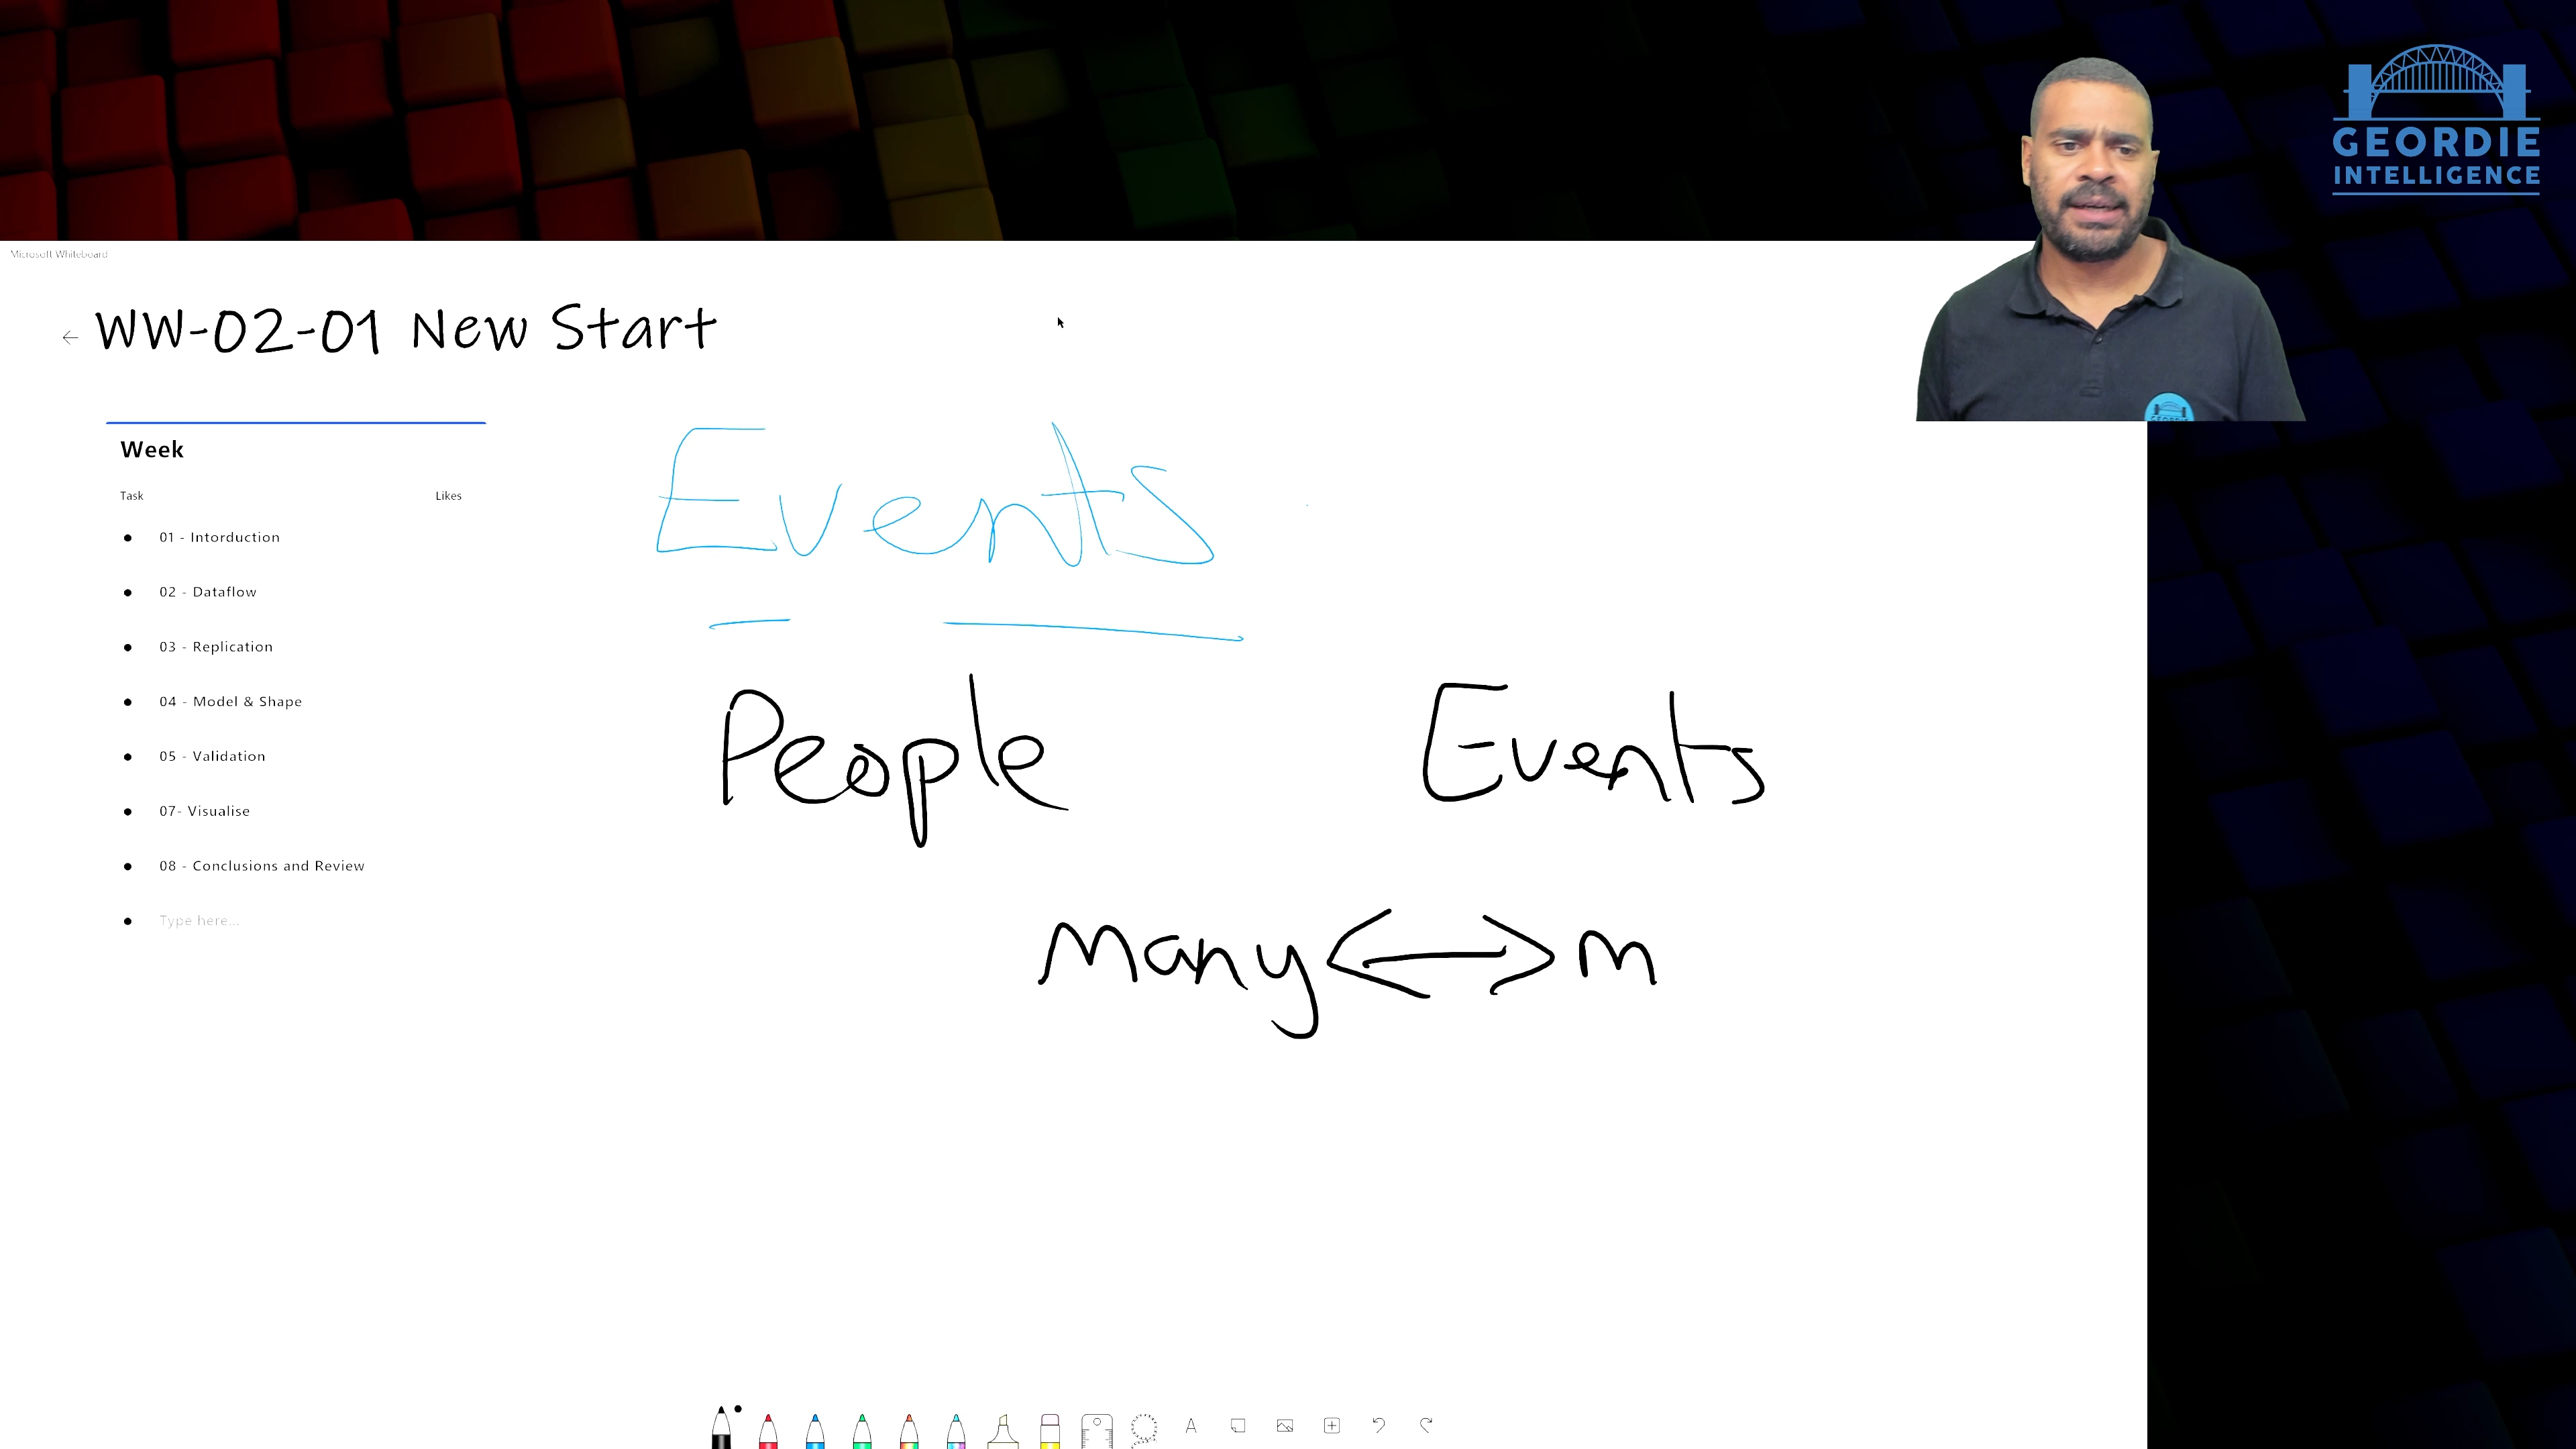 GEORDIE
INTELLIGENCE
Microsoft Whiteboard
WW-02-01 New Start
Week
Task Likes
01 - Intorduction
02 - Dataflow
03 - Replication
04 - Model & Shape
05 - Validation
07- Visualise
08 - Conclusions and Review
Type here...
Events
People Events
Many <-> m
A